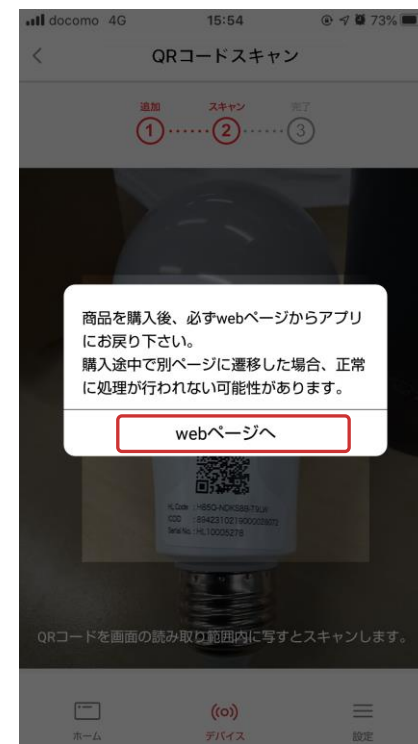 docomo 4G 15:54 73%
QRコードスキャン
追加 スキャン 完了
1 2 3
商品を購入後、必ずwebページからアプリ
にお戻り下さい。
購入途中で別ページに遷移した場合、正常
に処理が行われない可能性があります。
webページへ
Serial No. : HL10005278
QRコードを画面の読み取り範囲内に写すとスキャンします。
ホーム デバイス 設定